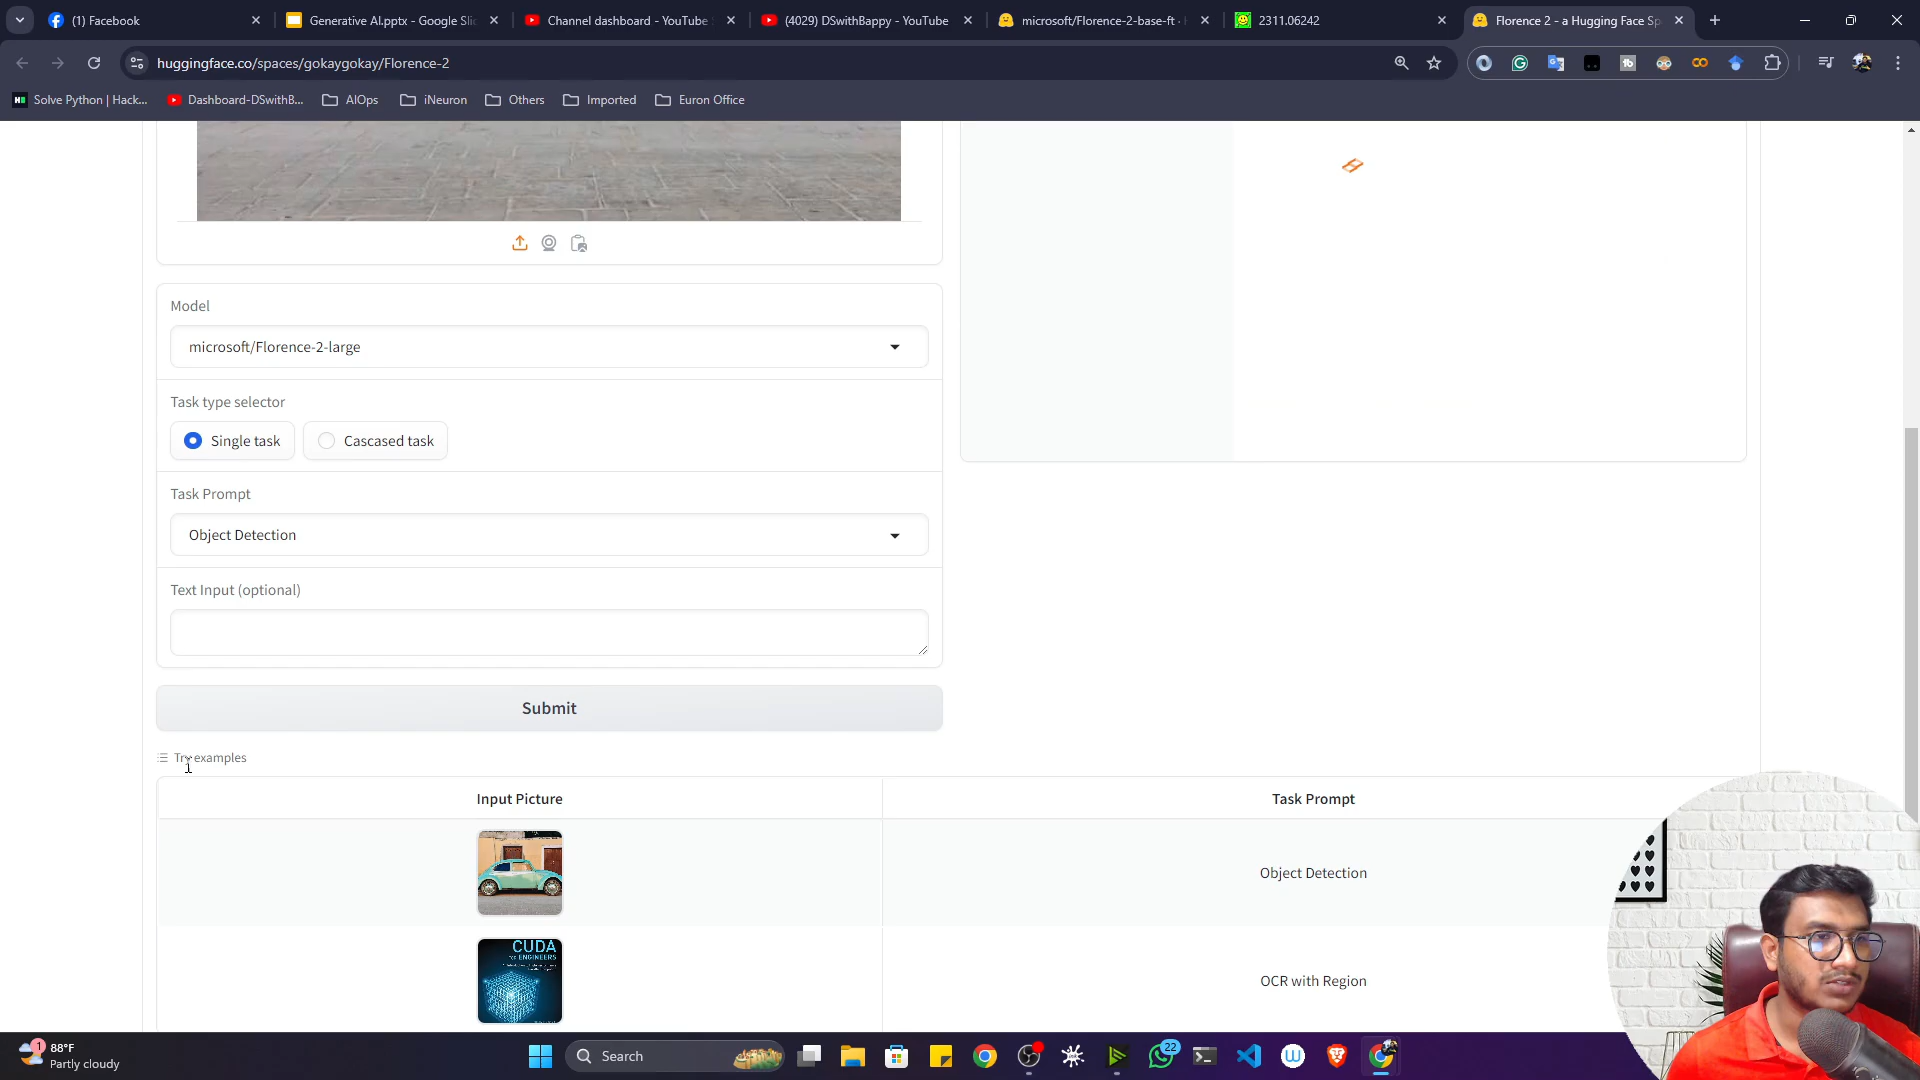 (1) Facebook
Generative AI.pptx - Google Slid
Channel dashboard - YouTube
(4029) DSwithBappy - YouTube
microsoft/Florence-2-base-ft ·
2311.06242
Florence 2 - a Hugging Face Sp
huggingface.co/spaces/gokaygokay/Florence-2
Solve Python | Hack...
Dashboard-DSwithB...
AIOps
iNeuron
Others
Imported
Euron Office
Model
microsoft/Florence-2-large
Task type selector
Single task
Cascased task
Task Prompt
Object Detection
Text Input (optional)
Submit
Try examples
Input Picture
Task Prompt
Object Detection
CUDA
for ENGINEERS
OCR with Region
1
88°F
Partly cloudy
Search
22